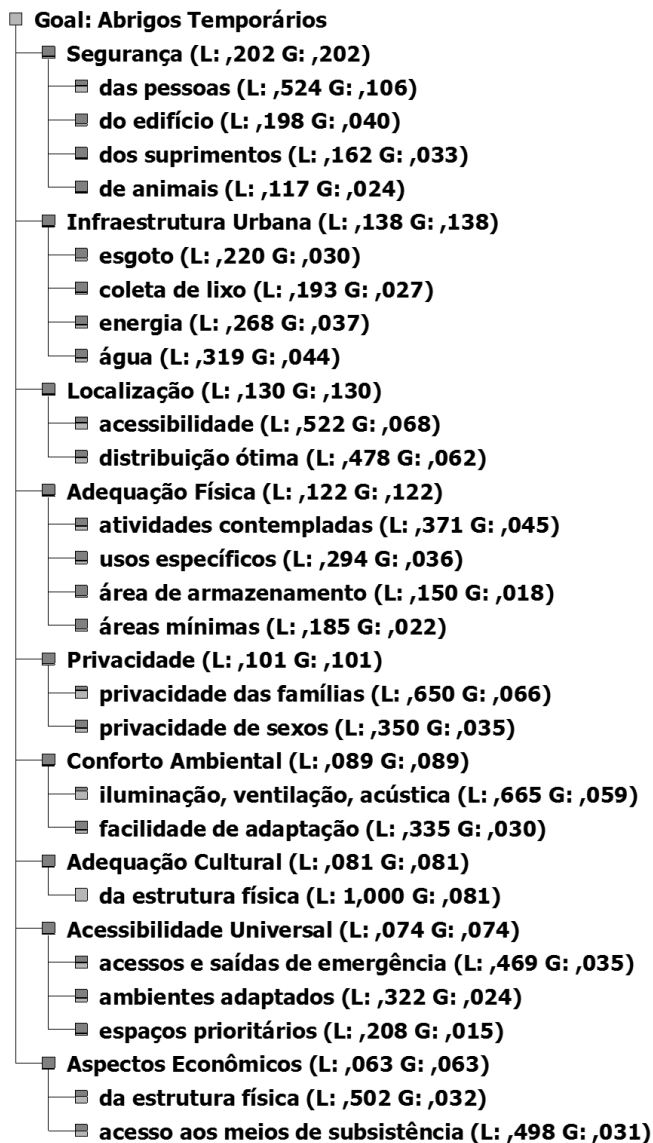 Goal: Abrigos Temporários
Segurança (L: ,202 G: ,202)
das pessoas (L: ,524 G: ,106)
do edifício (L: ,198 G: ,040)
dos suprimentos (L: ,162 G: ,033)
de animais (L: ,117 G: ,024)
Infraestrutura Urbana (L: ,138 G: ,138)
esgoto (L: ,220 G: ,030)
coleta de lixo (L: ,193 G: ,027)
energia (L: ,268 G: ,037)
água (L: ,319 G: ,044)
Localização (L: ,130 G: ,130)
acessibilidade (L: ,522 G: ,068)
distribuição ótima (L: ,478 G: ,062)
Adequação Física (L: ,122 G: ,122)
atividades contempladas (L: ,371 G: ,045)
usos específicos (L: ,294 G: ,036)
área de armazenamento (L: ,150 G: ,018)
áreas mínimas (L: ,185 G: ,022)
Privacidade (L: ,101 G: ,101)
privacidade das famílias (L: ,650 G: ,066)
privacidade de sexos (L: ,350 G: ,035)
Conforto Ambiental (L: ,089 G: ,089)
iluminação, ventilação, acústica (L: ,665 G: ,059)
facilidade de adaptação (L: ,335 G: ,030)
Adequação Cultural (L: ,081 G: ,081)
da estrutura física (L: 1,000 G: ,081)
Acessibilidade Universal (L: ,074 G: ,074)
acessos e saídas de emergência (L: ,469 G: ,035)
ambientes adaptados (L: ,322 G: ,024)
espaços prioritários (L: ,208 G: ,015)
Aspectos Econômicos (L: ,063 G: ,063)
da estrutura física (L: ,502 G: ,032)
acesso aos meios de subsistência (L: ,498 G: ,031)